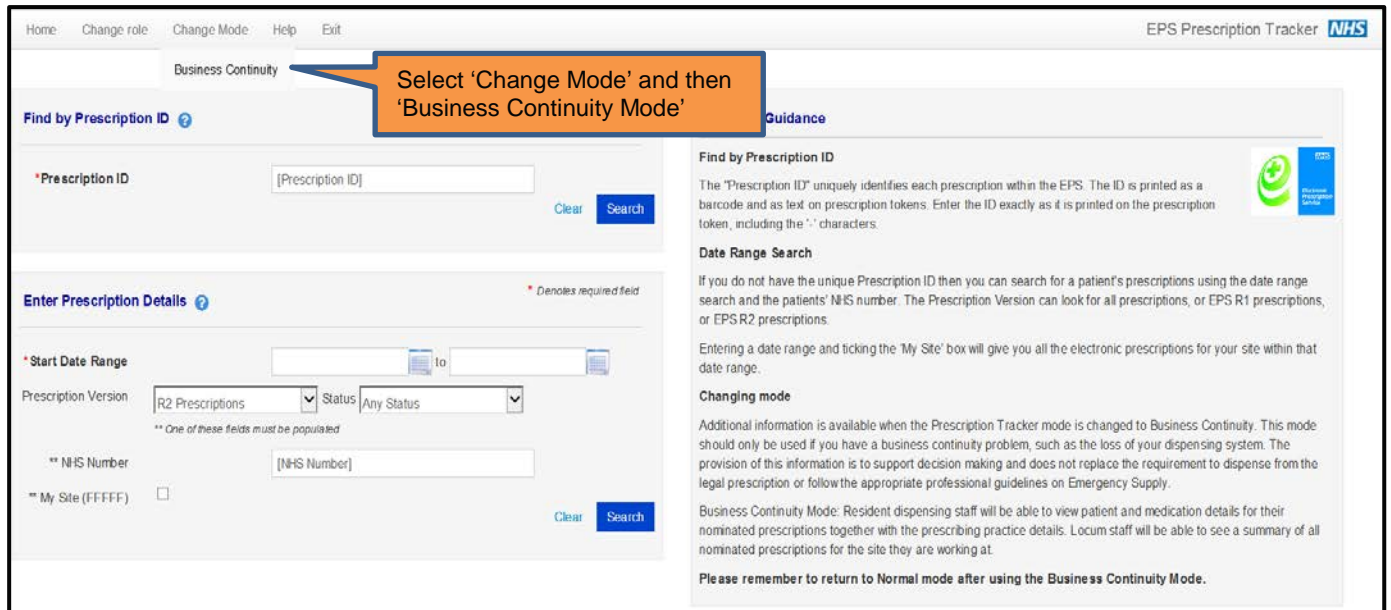 Home Change role Change Mode Help Exit
EPS Prescription Tracker NHS
Business Continuity
Select ‘Change Mode’ and then
‘Business Continuity Mode’
Find by Prescription ID ?
*Prescription ID [Prescription ID]
Clear Search
Enter Prescription Details ?
* Denotes required field
*Start Date Range to
Prescription Version R2 Prescriptions Status Any Status
** One of these fields must be populated
** NHS Number [NHS Number]
** My Site (FFFFF)
Clear Search
Guidance
Find by Prescription ID
The "Prescription ID" uniquely identifies each prescription within the EPS. The ID is printed as a
barcode and as text on prescription tokens. Enter the ID exactly as it is printed on the prescription
token, including the '-' characters.
NHS
Electronic
Prescription
Service
Date Range Search
If you do not have the unique Prescription ID then you can search for a patient's prescriptions using the date range
search and the patients' NHS number. The Prescription Version can look for all prescriptions, or EPS R1 prescriptions,
or EPS R2 prescriptions.
Entering a date range and ticking the 'My Site' box will give you all the electronic prescriptions for your site within that
date range.
Changing mode
Additional information is available when the Prescription Tracker mode is changed to Business Continuity. This mode
should only be used if you have a business continuity problem, such as the loss of your dispensing system. The
provision of this information is to support decision making and does not replace the requirement to dispense from the
legal prescription or follow the appropriate professional guidelines on Emergency Supply.
Business Continuity Mode: Resident dispensing staff will be able to view patient and medication details for their
nominated prescriptions together with the prescribing practice details. Locum staff will be able to see a summary of all
nominated prescriptions for the site they are working at.
Please remember to return to Normal mode after using the Business Continuity Mode.